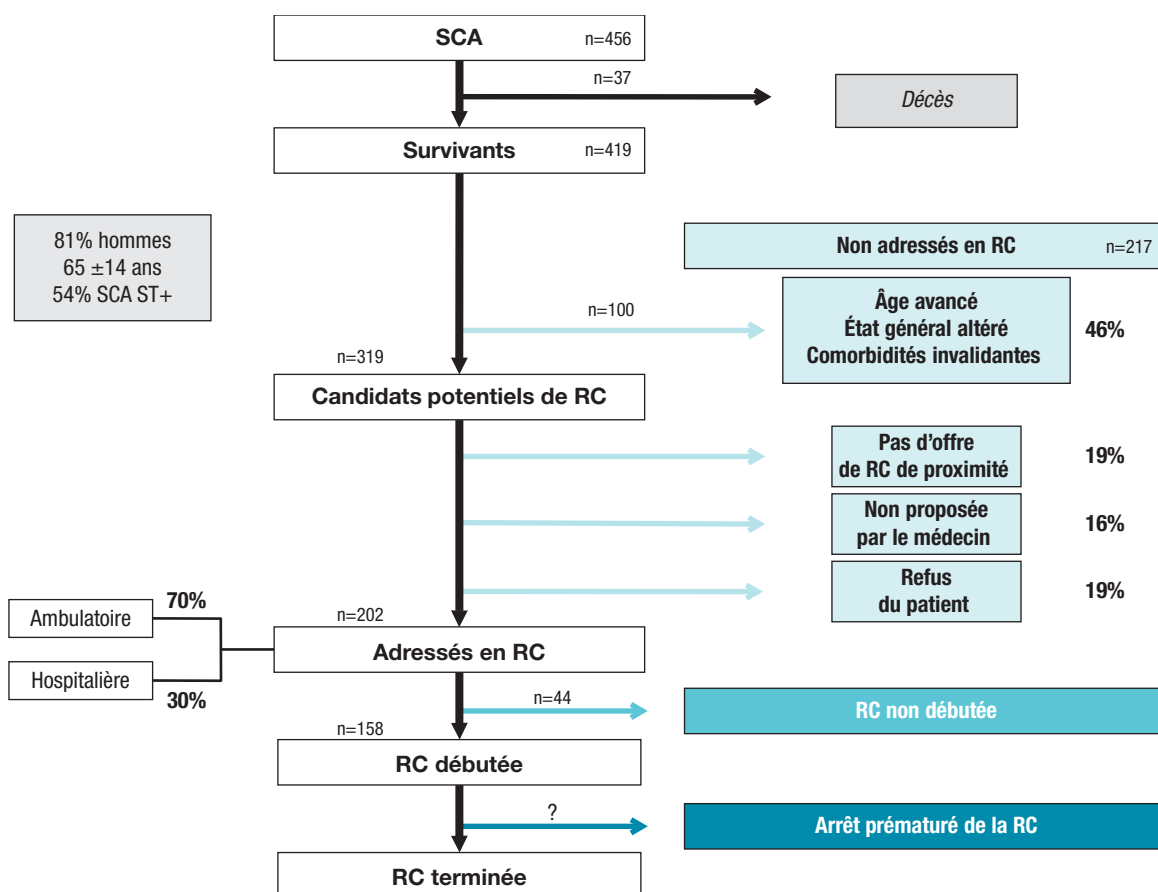 SCA n=456
n=37
Décès
Survivants n=419
81% hommes
65 ±14 ans
54% SCA ST+
Non adressés en RC n=217
n=100
Âge avancé
État général altéré
Comorbidités invalidantes
46%
n=319
Candidats potentiels de RC
Pas d’offre
de RC de proximité
19%
Non proposée
par le médecin
16%
Refus
du patient
19%
Ambulatoire
70%
Hospitalière
30%
n=202
Adressés en RC
n=44
RC non débutée
n=158
RC débutée
?
Arrêt prématuré de la RC
RC terminée